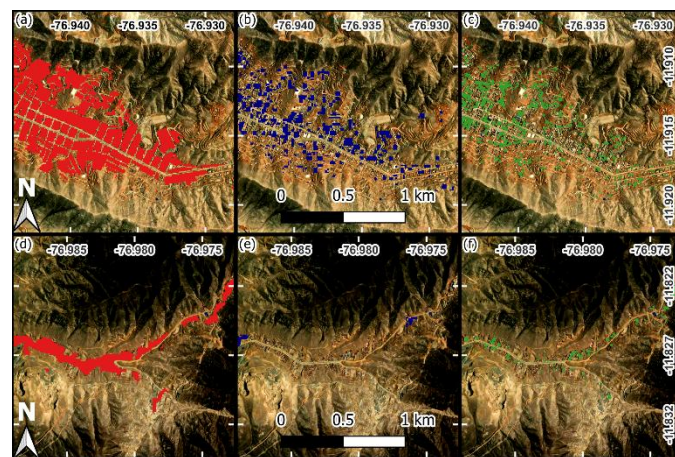 (a) -76.940 -76.935 -76.930
(b) -76.940 -76.935 -76.930
(c) -76.940 -76.935 -76.930
-11.910
-11.915
-11.920
N
0 0.5 1 km
(d) -76.985 -76.980 -76.975
(e) -76.985 -76.980 -76.975
(f) -76.985 -76.980 -76.975
-11.822
-11.827
-11.832
N
0 0.5 1 km